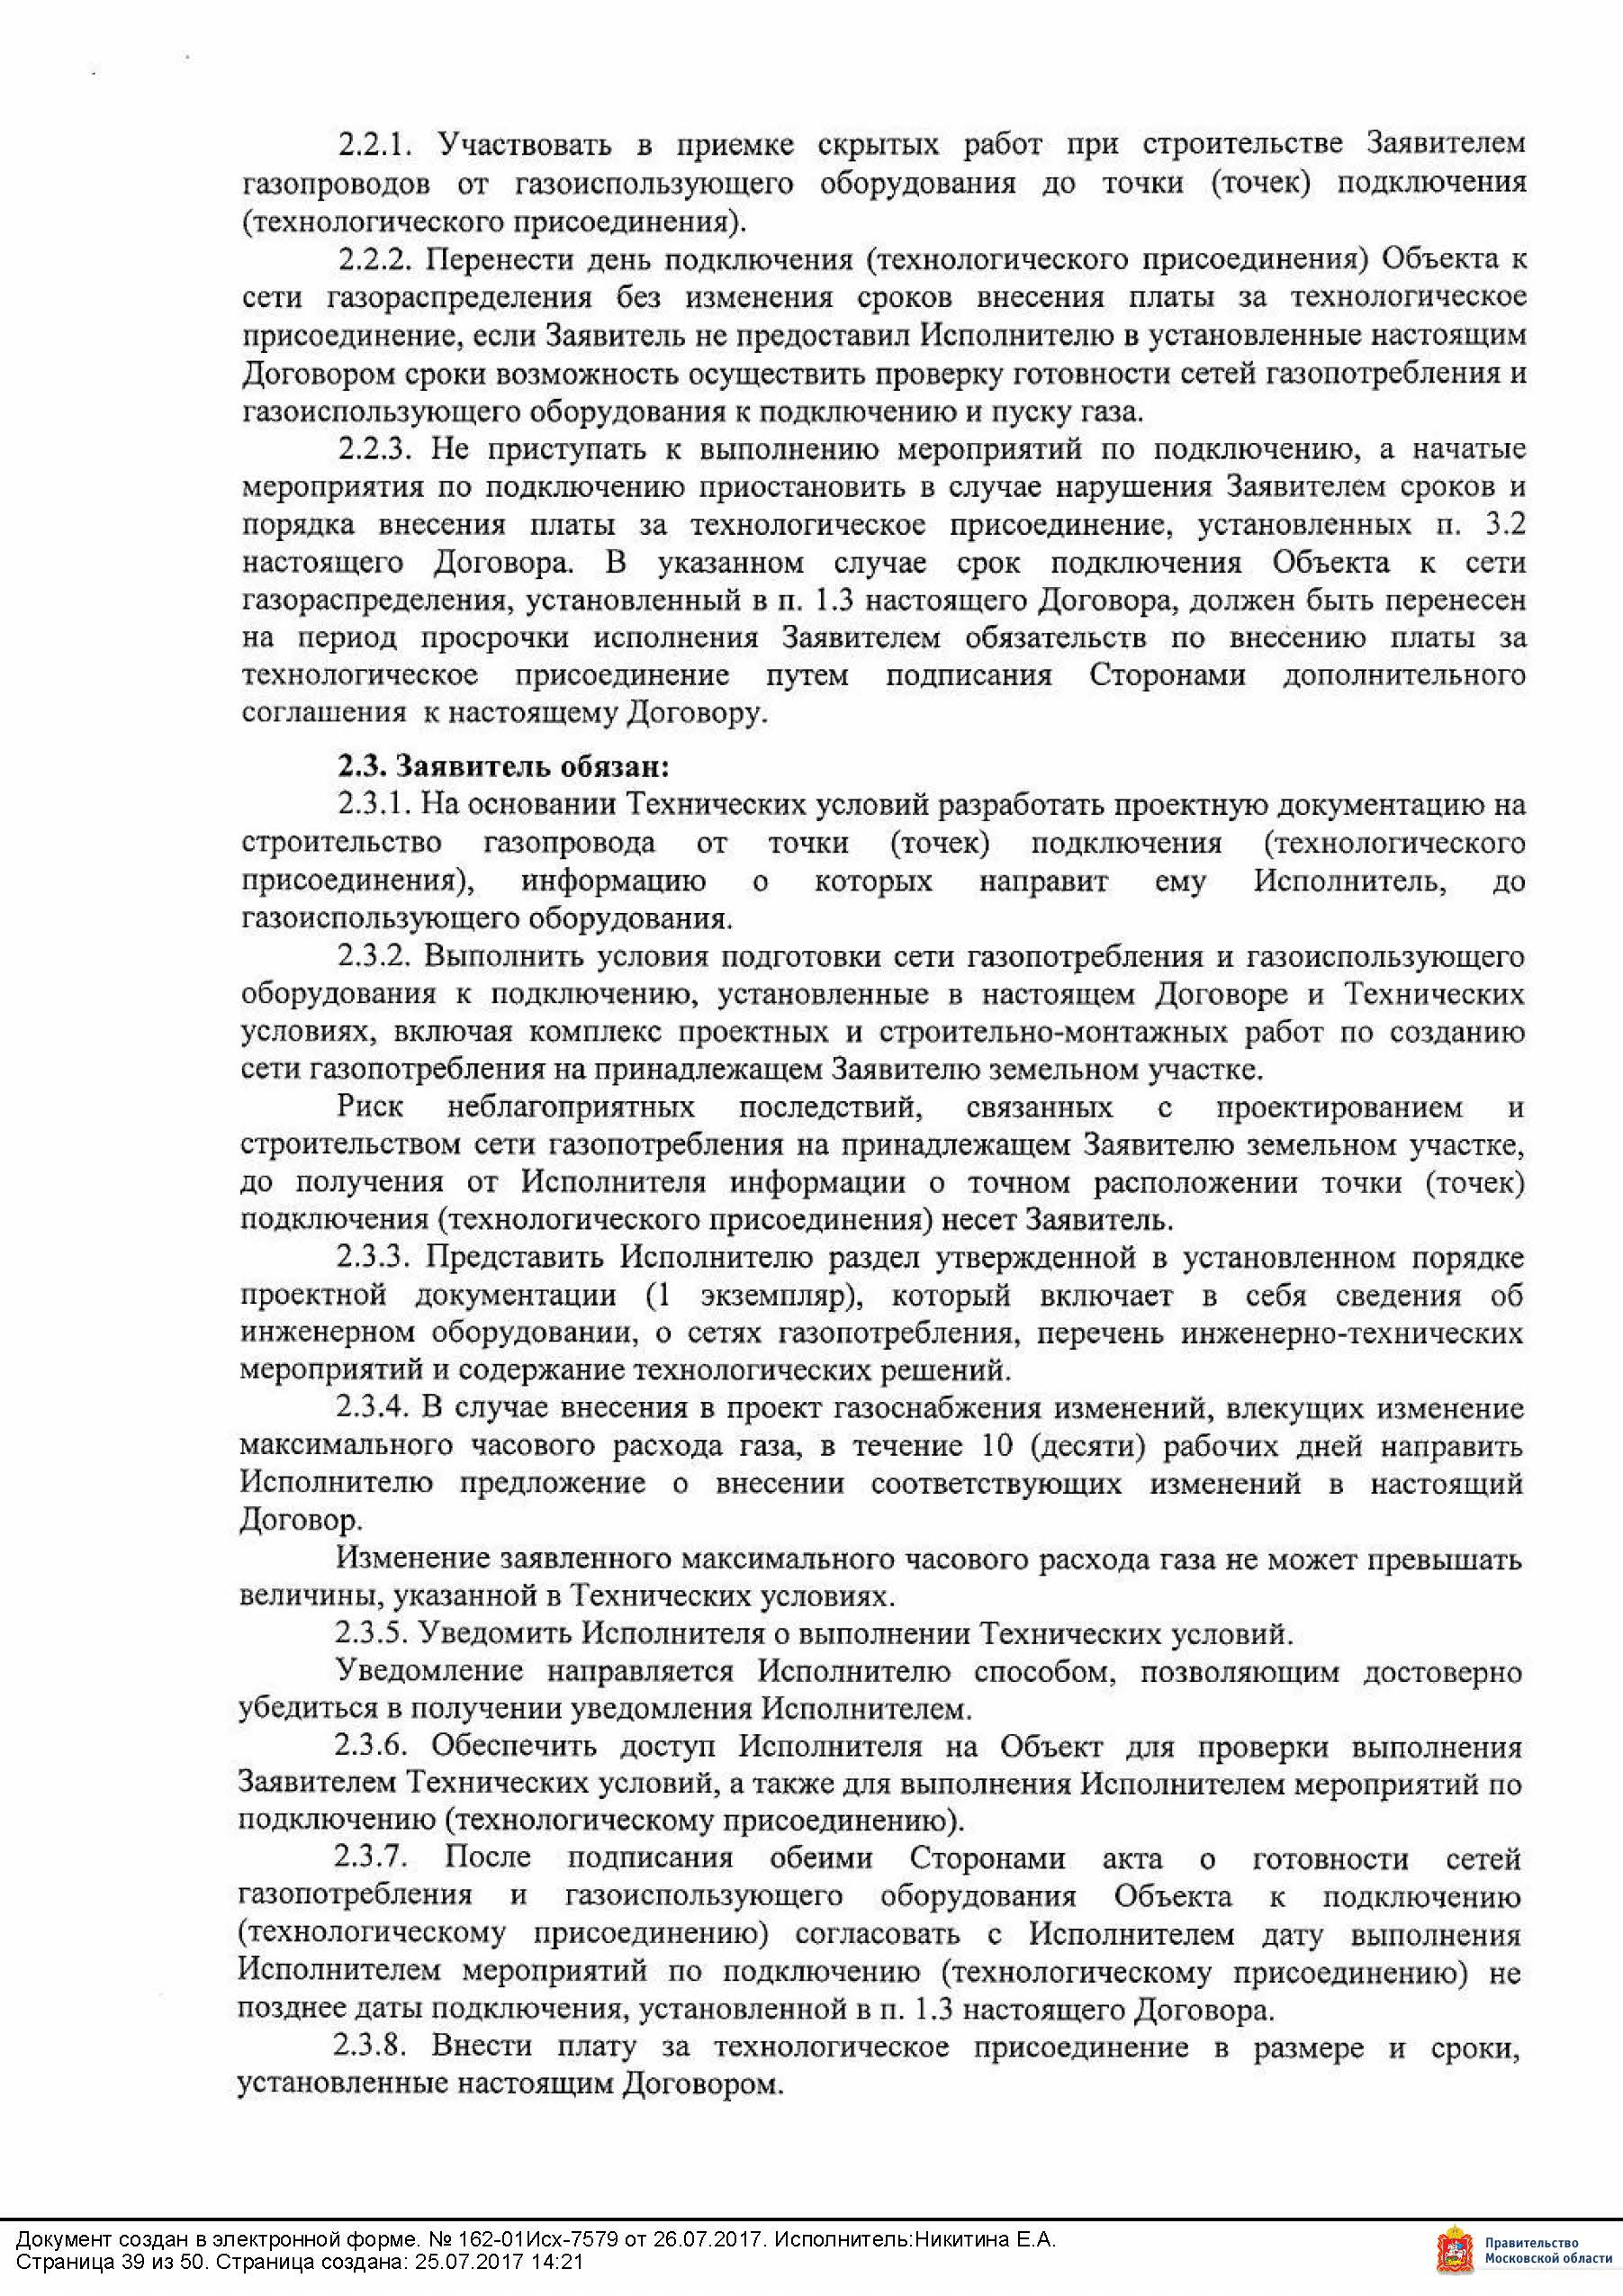 2.2.1. Участвовать в приемке скрытых работ при строительстве Заявителем
газопроводов от газоиспользующего оборудования до точки (точек) подключения
(технологического присоединения).
2.2.2. Перенести день подключения (технологического присоединения) Объекта к
сети газораспределения без изменения сроков внесения платы за технологическое
присоединение, если Заявитель не предоставил Исполнителю в установленные настоящим
Договором сроки возможность осуществить проверку готовности сетей газопотребления и
газоиспользующего оборудования к подключению и пуску газа.
2.2.3. Не приступать к выполнению мероприятий по подключению, а начатые
мероприятия по подключению приостановить в случае нарушения Заявителем сроков и
порядка внесения платы за технологическое присоединение, установленных п. 3.2
настоящего Договора. В указанном случае срок подключения Объекта к сети
газораспределения, установленный в п. 1.3 настоящего Договора, должен быть перенесен
на период просрочки исполнения Заявителем обязательств по внесению платы за
технологическое присоединение путем подписания Сторонами дополнительного
соглашения к настоящему Договору.
2.3. Заявитель обязан:
2.3.1. На основании Технических условий разработать проектную документацию на
строительство газопровода от точки (точек) подключения (технологического
присоединения), информацию о которых направит ему Исполнитель, до
газоиспользующего оборудования.
2.3.2. Выполнить условия подготовки сети газопотребления и газоиспользующего
оборудования к подключению, установленные в настоящем Договоре и Технических
условиях, включая комплекс проектных и строительно-монтажных работ по созданию
сети газопотребления на принадлежащем Заявителю земельном участке.
Риск неблагоприятных последствий, связанных с проектированием и
строительством сети газопотребления на принадлежащем Заявителю земельном участке,
до получения от Исполнителя информации о точном расположении точки (точек)
подключения (технологического присоединения) несет Заявитель.
2.3.3. Представить Исполнителю раздел утвержденной в установленном порядке
проектной документации (1 экземпляр), который включает в себя сведения об
инженерном оборудовании, о сетях газопотребления, перечень инженерно-технических
мероприятий и содержание технологических решений.
2.3.4. В случае внесения в проект газоснабжения изменений, влекущих изменение
максимального часового расхода газа, в течение 10 (десяти) рабочих дней направить
Исполнителю предложение о внесении соответствующих изменений в настоящий
Договор.
Изменение заявленного максимального часового расхода газа не может превышать
величины, указанной в Технических условиях.
2.3.5. Уведомить Исполнителя о выполнении Технических условий.
Уведомление направляется Исполнителю способом, позволяющим достоверно
убедиться в получении уведомления Исполнителем.
2.3.6. Обеспечить доступ Исполнителя на Объект для проверки выполнения
Заявителем Технических условий, а также для выполнения Исполнителем мероприятий по
подключению (технологическому присоединению).
2.3.7. После подписания обеими Сторонами акта о готовности сетей
газопотребления и газоиспользующего оборудования Объекта к подключению
(технологическому присоединению) согласовать с Исполнителем дату выполнения
Исполнителем мероприятий по подключению (технологическому присоединению) не
позднее даты подключения, установленной в п. 1.3 настоящего Договора.
2.3.8. Внести плату за технологическое присоединение в размере и сроки,
установленные настоящим Договором.
Документ создан в электронной форме. № 162-01Исх-7579 от 26.07.2017. Исполнитель:Никитина Е.А.
Страница 39 из 50. Страница создана: 25.07.2017 14:21
Правительство
Московской области